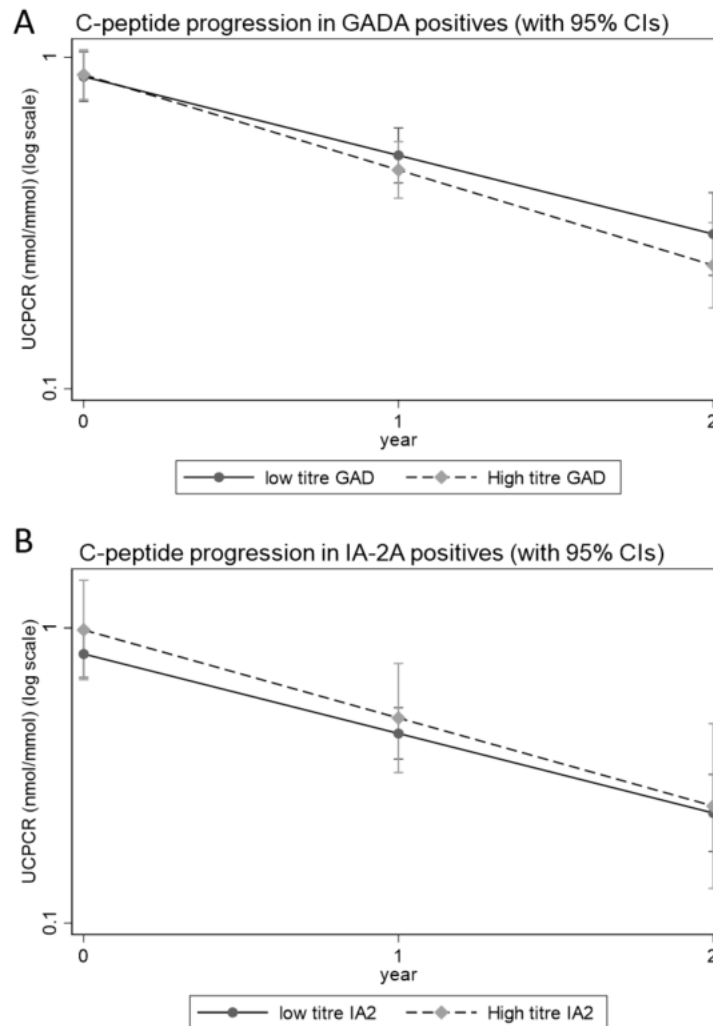 A
C-peptide progression in GADA positives (with 95% CIs)
UCPCR (nmol/mmol) (log scale)
1
0.1
0
1
2
year
low titre GAD
High titre GAD
B
C-peptide progression in IA-2A positives (with 95% CIs)
UCPCR (nmol/mmol) (log scale)
1
0.1
0
1
2
year
low titre IA2
High titre IA2